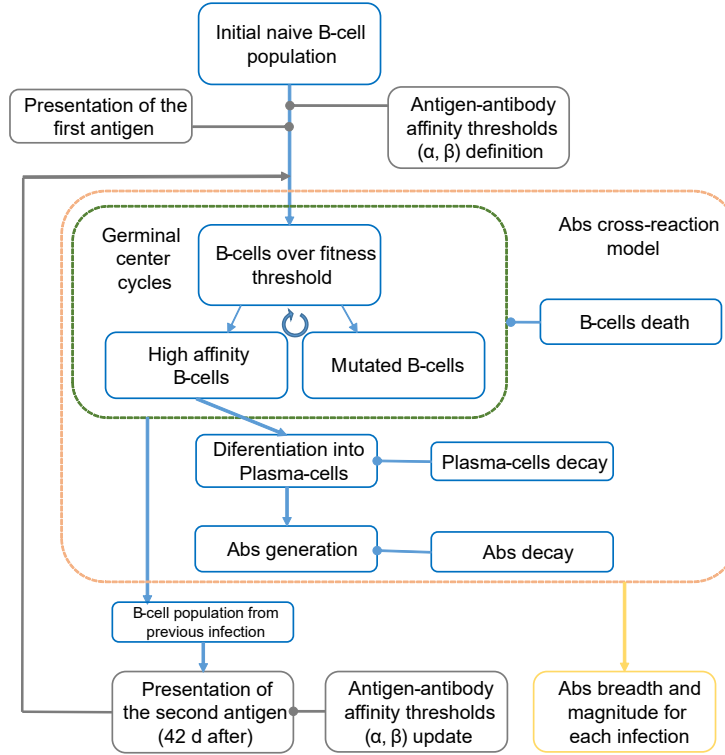 Initial naive B-cell
population
Presentation of the
first antigen
Antigen-antibody
affinity thresholds
(α, β) definition
Abs cross-reaction
model
Germinal
center
cycles
B-cells over fitness
threshold
B-cells death
High affinity
B-cells
Mutated B-cells
Diferentiation into
Plasma-cells
Plasma-cells decay
Abs generation
Abs decay
B-cell population from
previous infection
Presentation of
the second antigen
(42 d after)
Antigen-antibody
affinity thresholds
(α, β) update
Abs breadth and
magnitude for
each infection